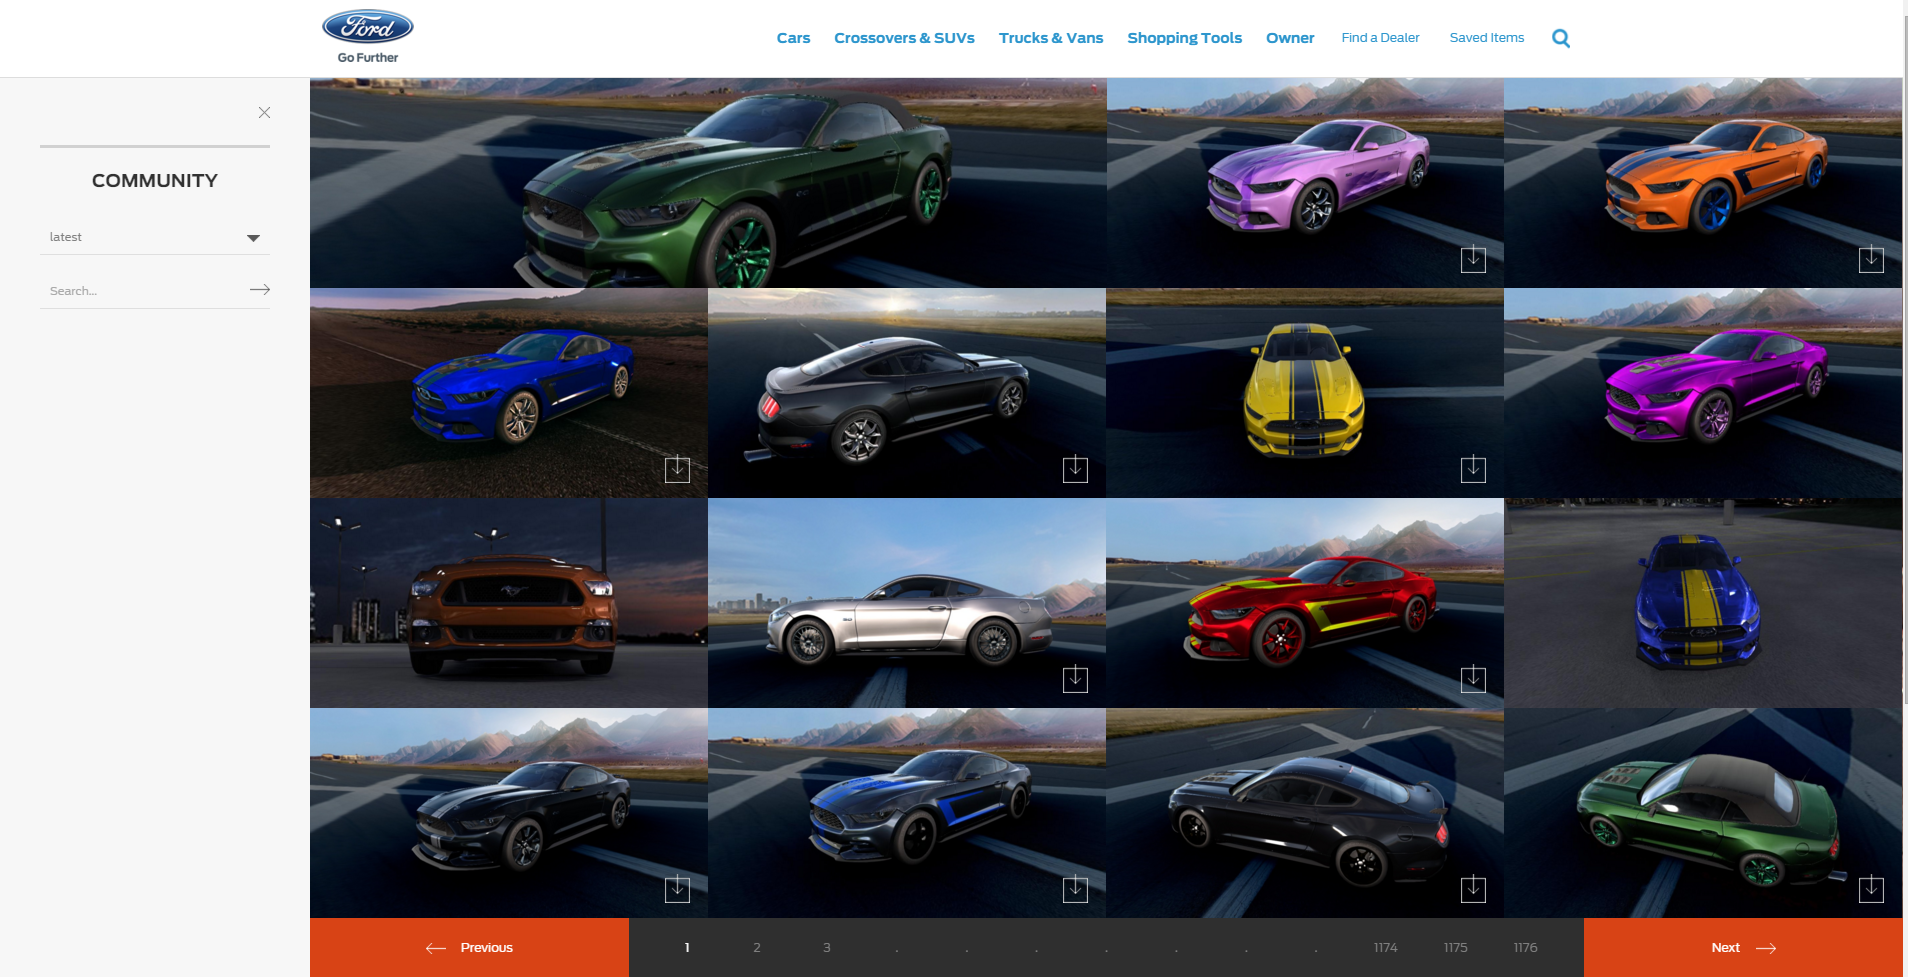 Ford
Go Further
Cars Crossovers & SUVs Trucks & Vans Shopping Tools Owner Find a Dealer Saved Items
COMMUNITY
latest
Search...
Previous 1 2 3 . . . . . . . 1174 1175 1176 Next